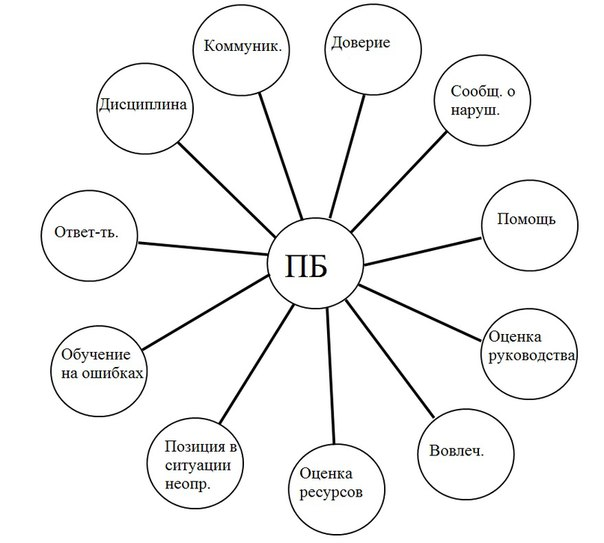 Коммуник.
Доверие
Сообщ. о
наруш.
Дисциплина
Помощь
Ответ-ть.
ПБ
Оценка
руководства
Обучение
на ошибках
Вовлеч.
Позиция в
ситуации
неопр.
Оценка
ресурсов